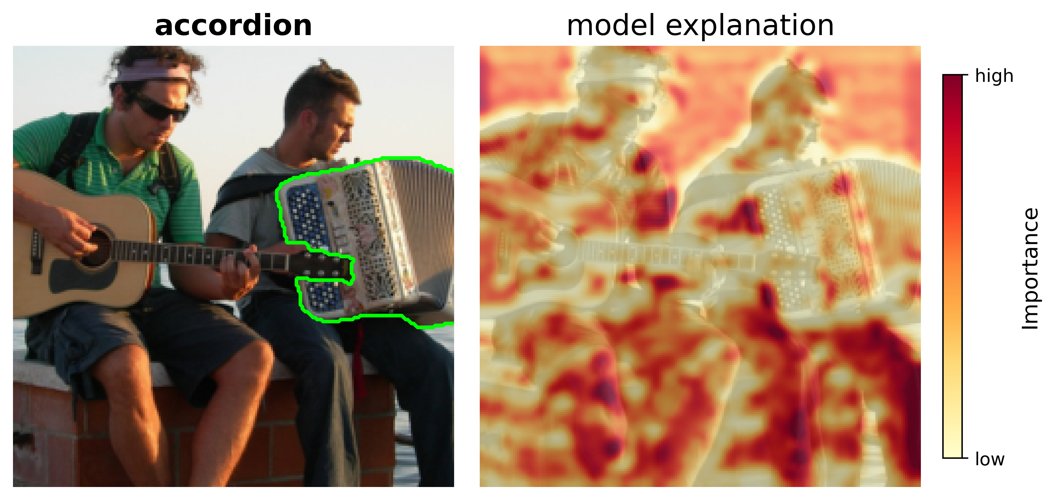 accordion
model explanation
high
Importance
low